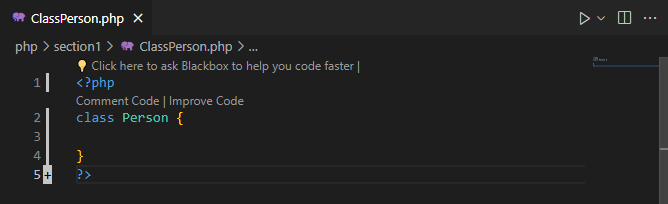 ClassPerson.php
php > section1 > ClassPerson.php > ...
Click here to ask Blackbox to help you code faster |
1 <?php
Comment Code | Improve Code
2 class Person {
3
4 }
5 + ?>